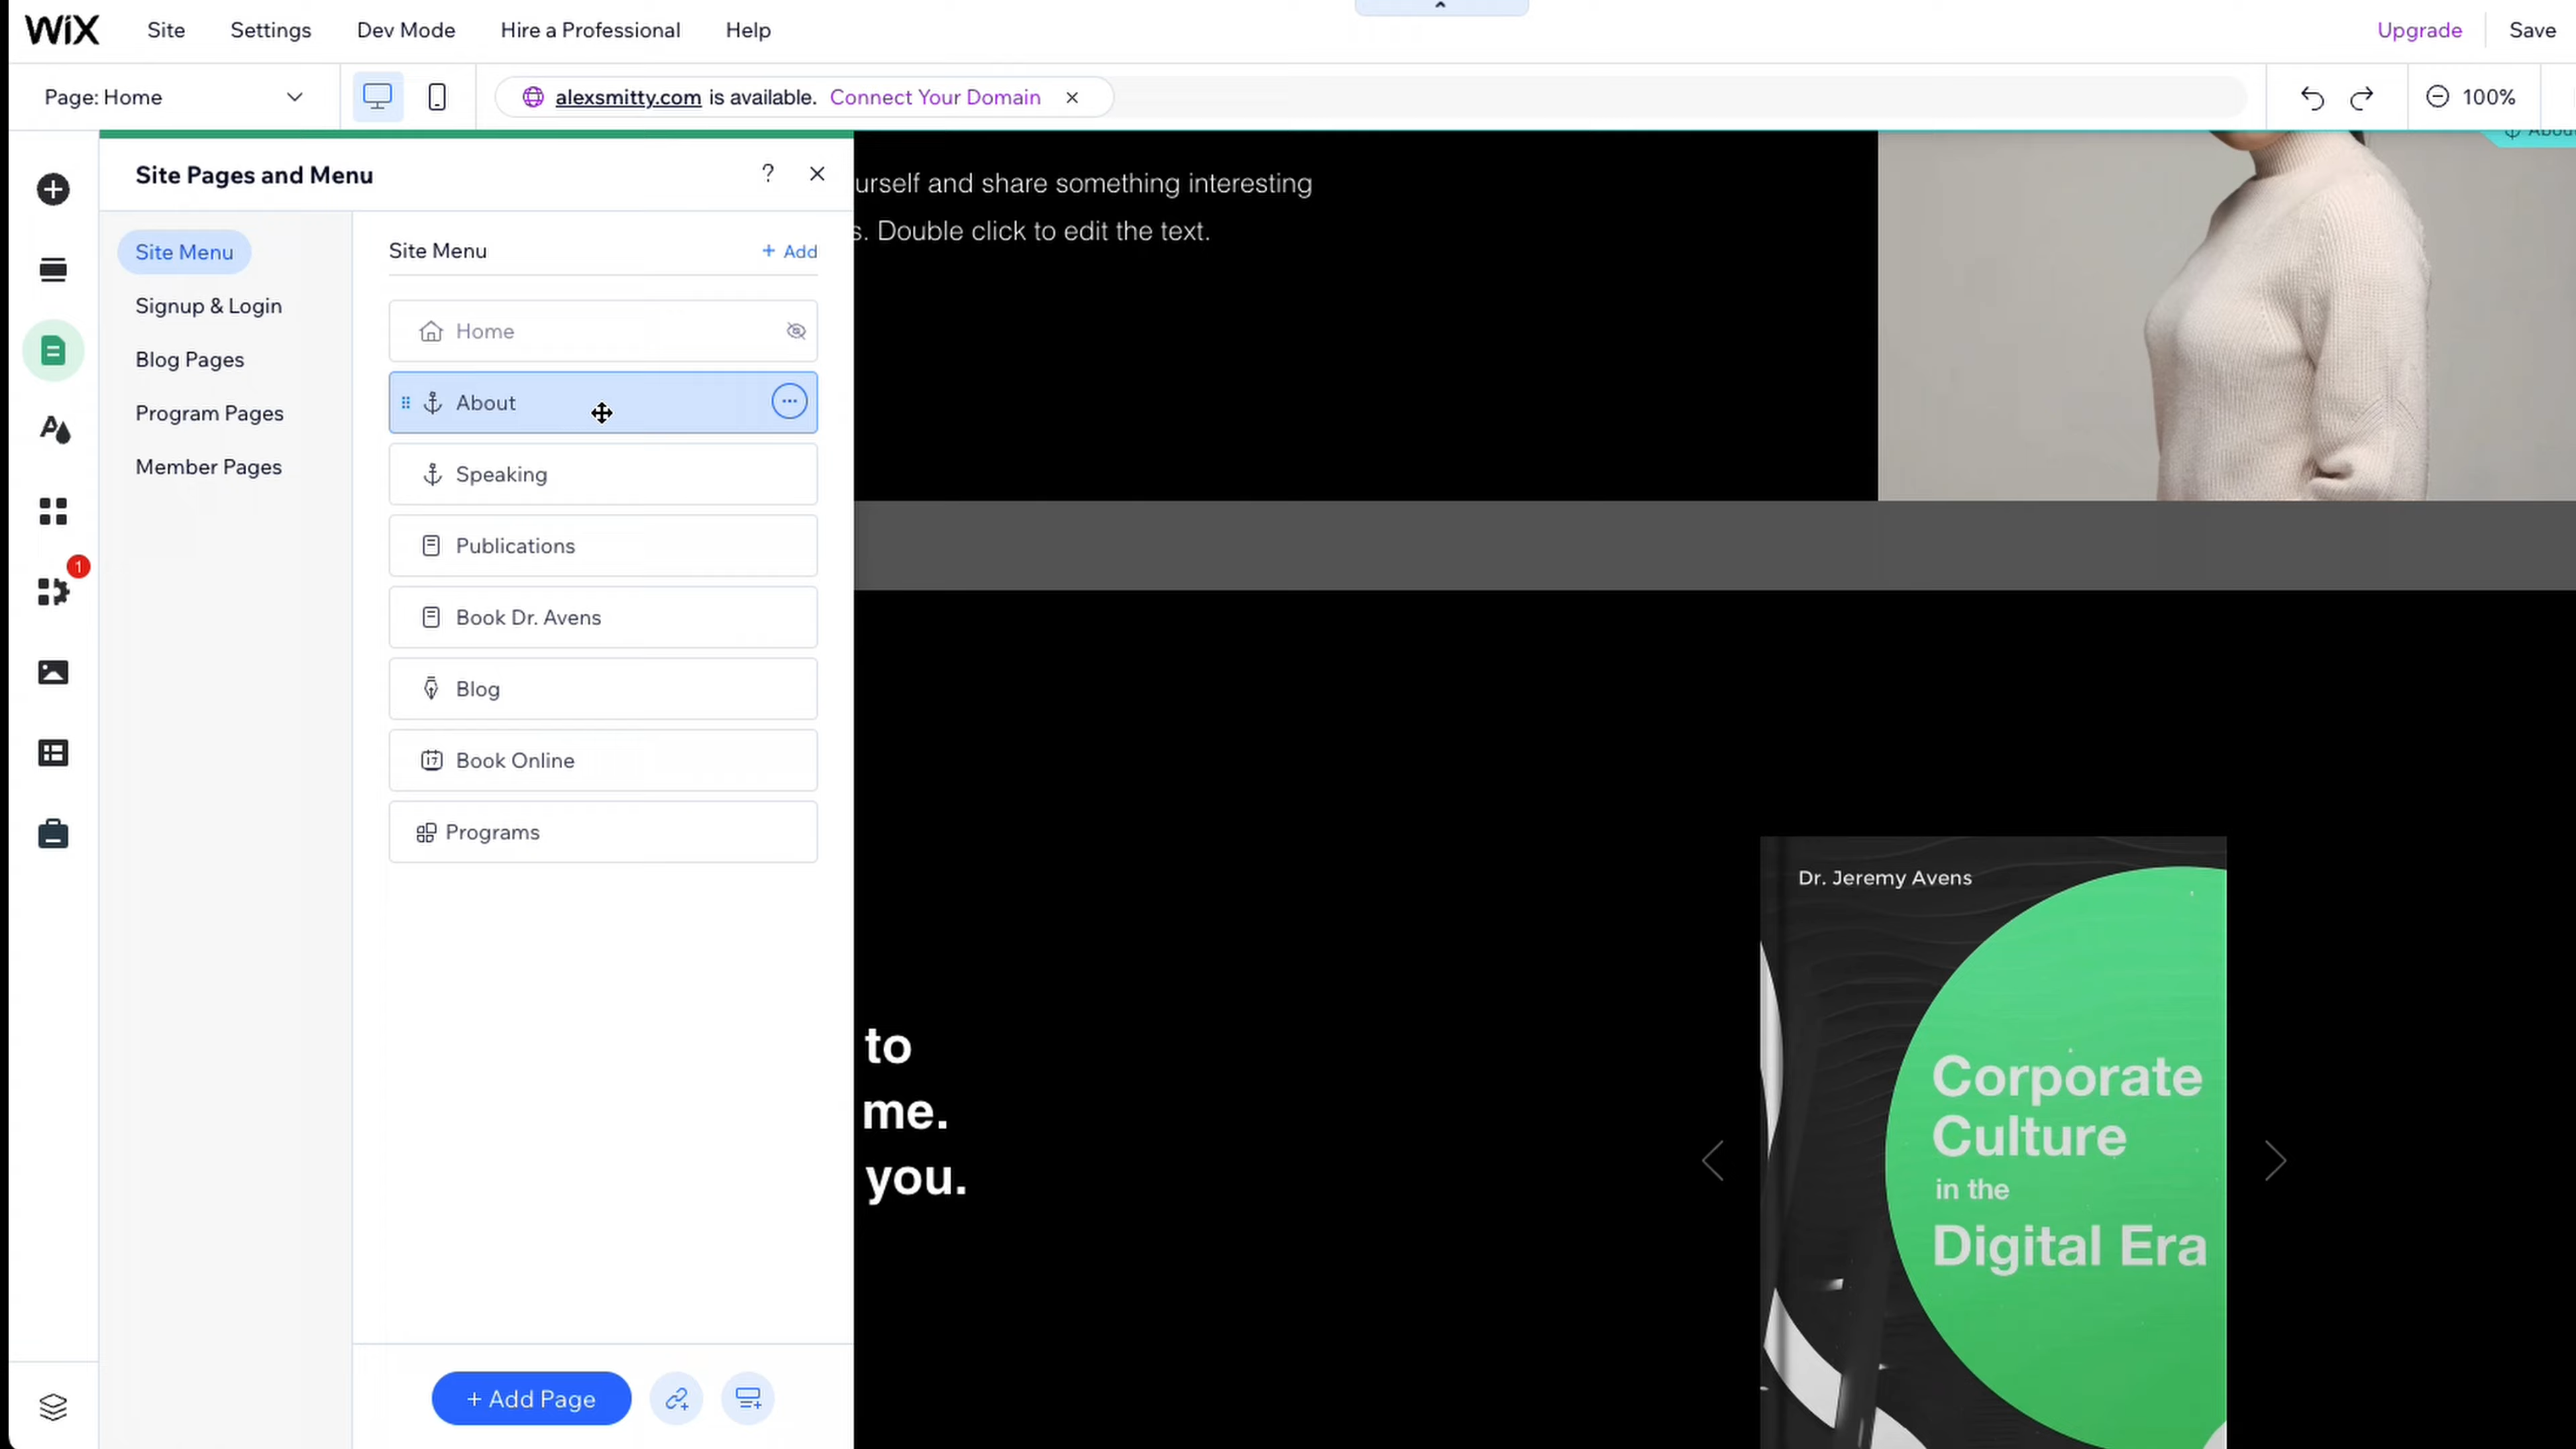 WIX Site Settings Dev Mode Hire a Professional Help Upgrade Save
Page: Home alexsmitty.com is available. Connect Your Domain 100%
Site Pages and Menu ?
Site Menu
Signup & Login
Blog Pages
Program Pages
Member Pages
Site Menu + Add
Home
About
Speaking
Publications
Book Dr. Avens
Blog
17 Book Online
Programs
+ Add Page
1
urself and share something interesting
s. Double click to edit the text.
About
to
me.
you.
Dr. Jeremy Avens
Corporate
Culture
in the
Digital Era